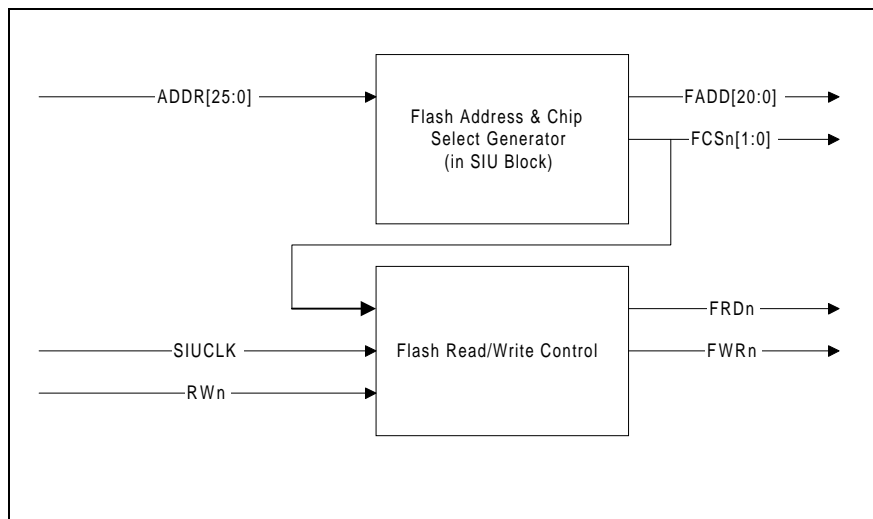 ADDR[25:0]
Flash Address & Chip
Select Generator
(in SIU Block)
FADD[20:0]
FCSn[1:0]
SIUCLK
RWn
Flash Read/Write Control
FRDn
FWRn